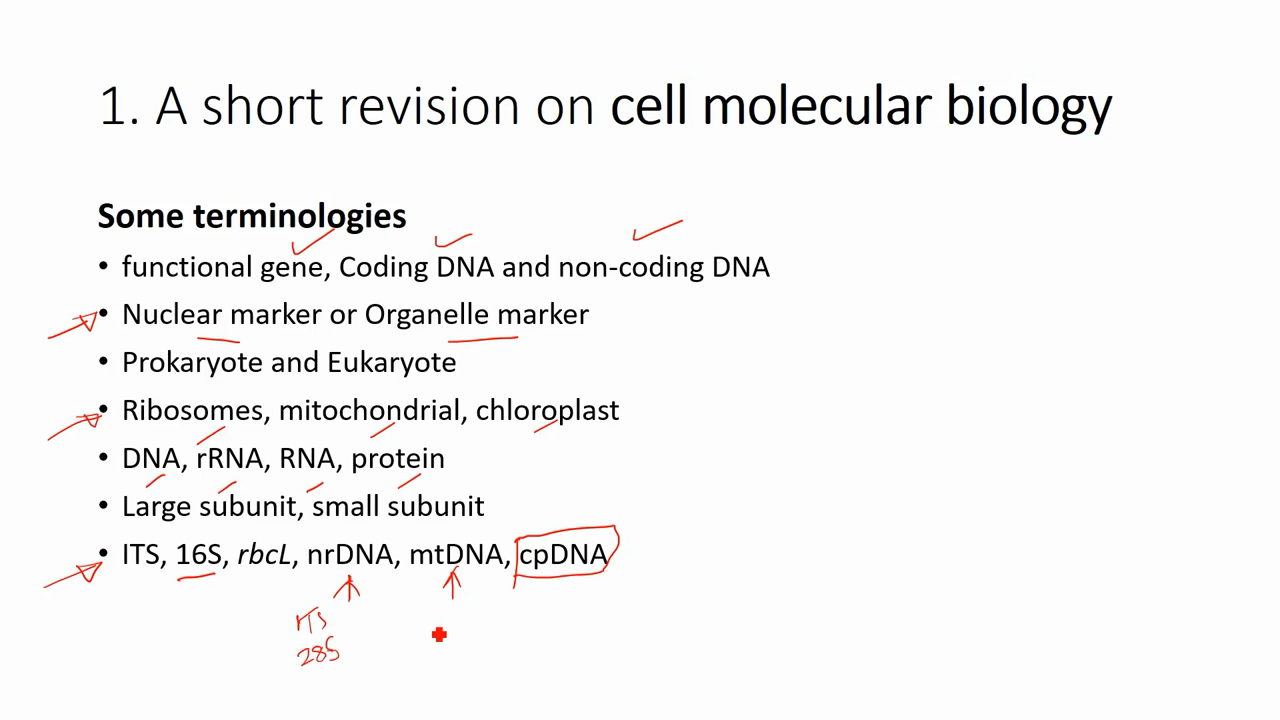 1. A short revision on cell molecular biology
Some terminologies
• functional gene, Coding DNA and non-coding DNA
• Nuclear marker or Organelle marker
• Prokaryote and Eukaryote
• Ribosomes, mitochondrial, chloroplast
• DNA, rRNA, RNA, protein
• Large subunit, small subunit
• ITS, 16S, rbcL, nrDNA, mtDNA, cpDNA
ITS
28S